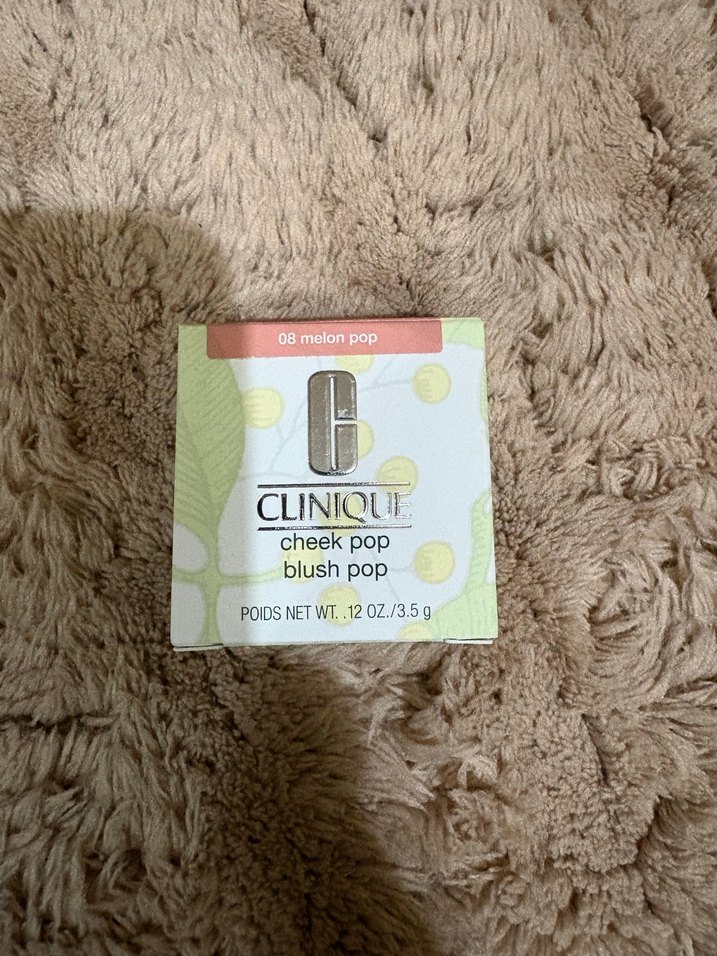 08 melon pop
CLINIQUE
cheek pop
blush pop
POIDS NET WT. .12 OZ./3.5 g